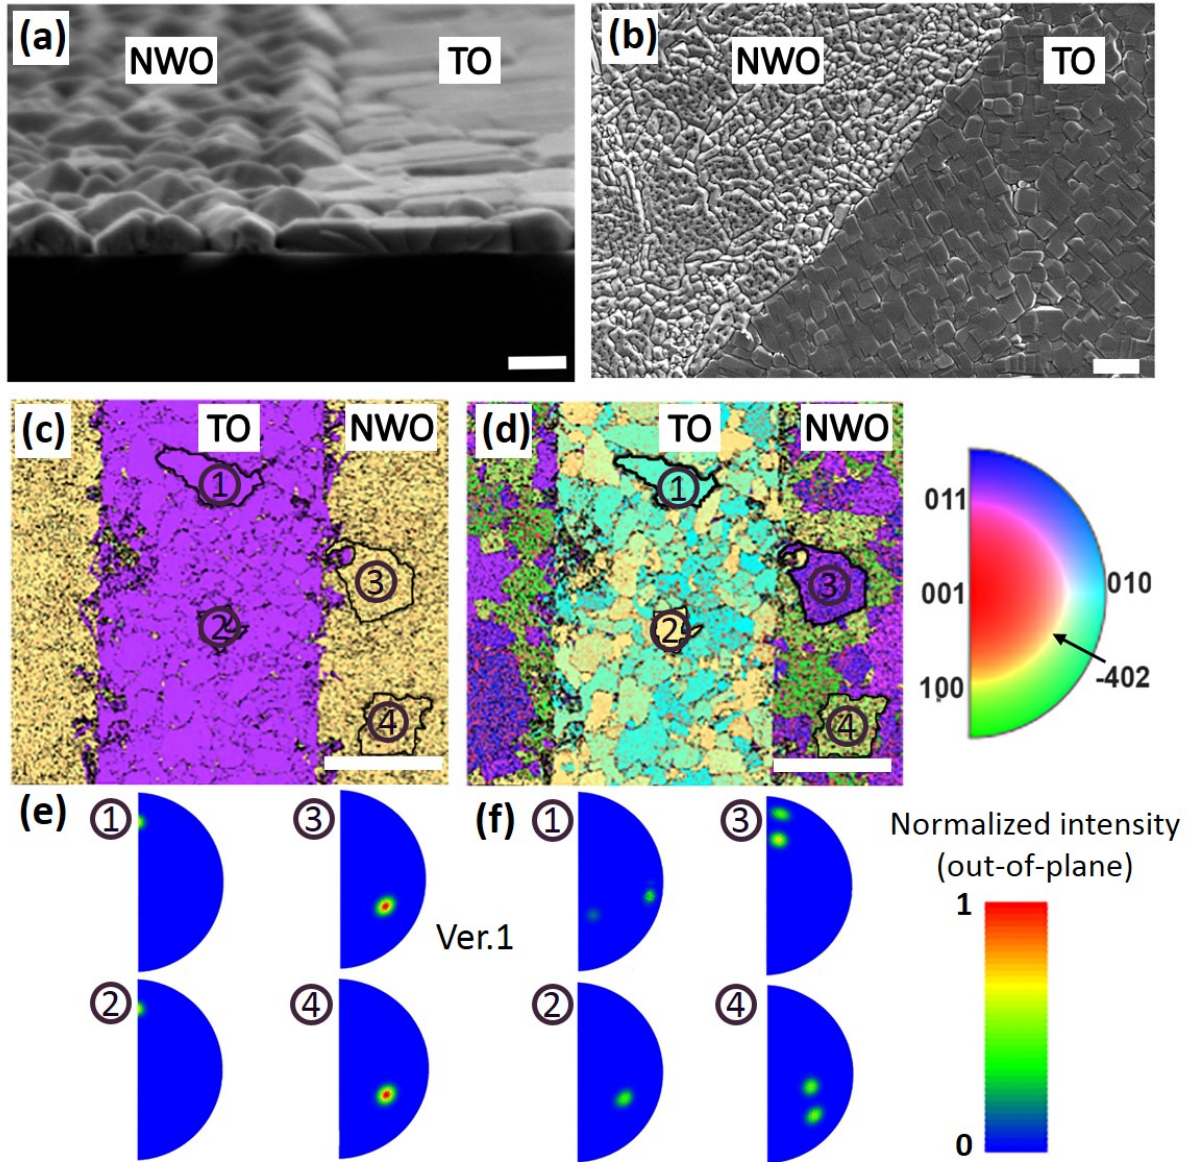 (a)
NWO
TO
(b)
NWO
TO
(c)
TO
NWO
1
2
3
4
(d)
TO
NWO
1
2
3
4
011
001
010
100
-402
(e)
1
3
2
4
Ver.1
(f)
1
3
2
4
Normalized intensity
(out-of-plane)
1
0